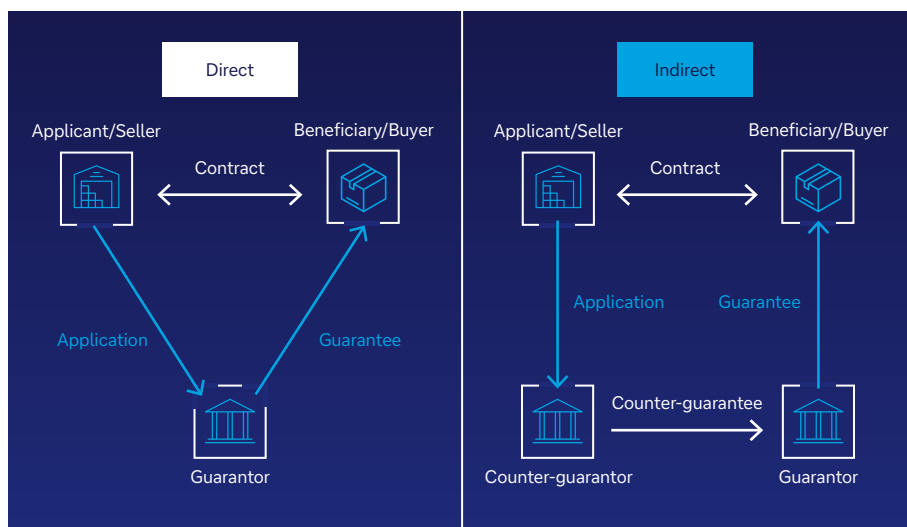 Direct
Applicant/Seller
Beneficiary/Buyer
Contract
Application
Guarantee
Guarantor
Indirect
Applicant/Seller
Beneficiary/Buyer
Contract
Application
Guarantee
Counter-guarantee
Counter-guarantor
Guarantor